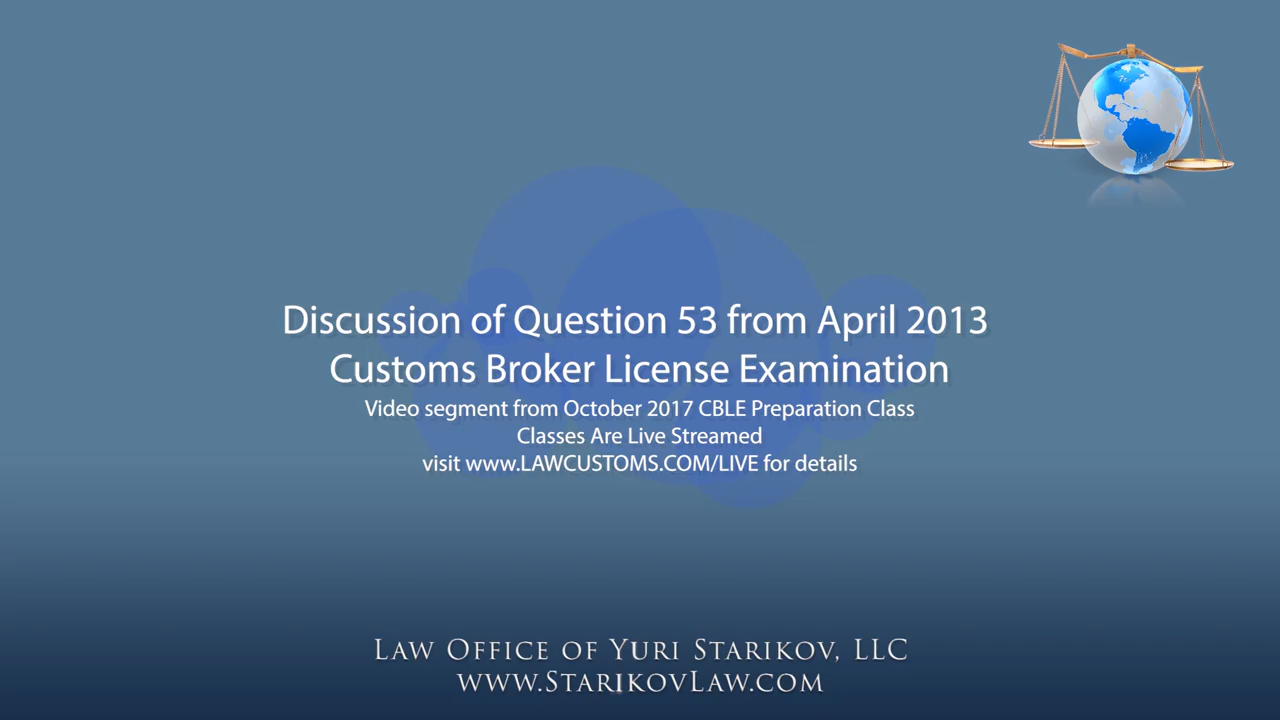 Discussion of Question 53 from April 2013
Customs Broker License Examination
Video segment from October 2017 CBLE Preparation Class
Classes Are Live Streamed
visit www.LAWCUSTOMS.COM/LIVE for details
Law Office of Yuri Starikov, LLC
www.StarikovLaw.com